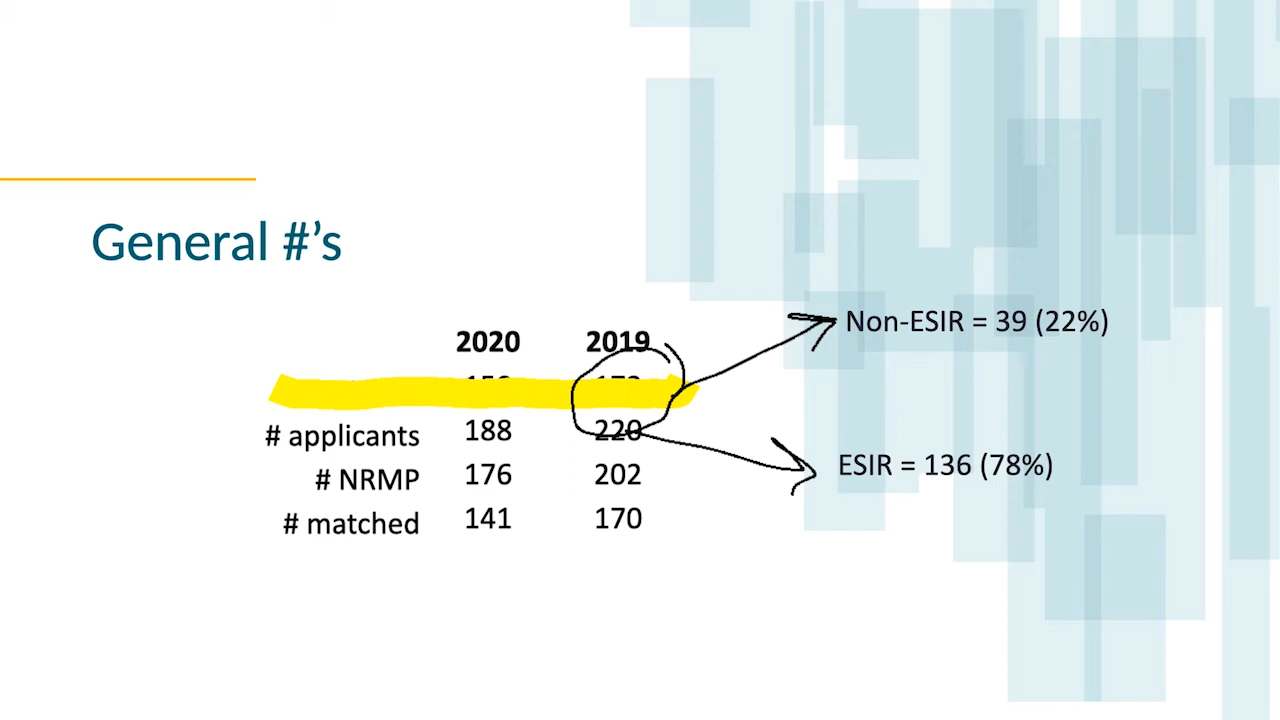 General #’s
2020 2019
# applicants 188 220
# NRMP 176 202
# matched 141 170
Non-ESIR = 39 (22%)
ESIR = 136 (78%)